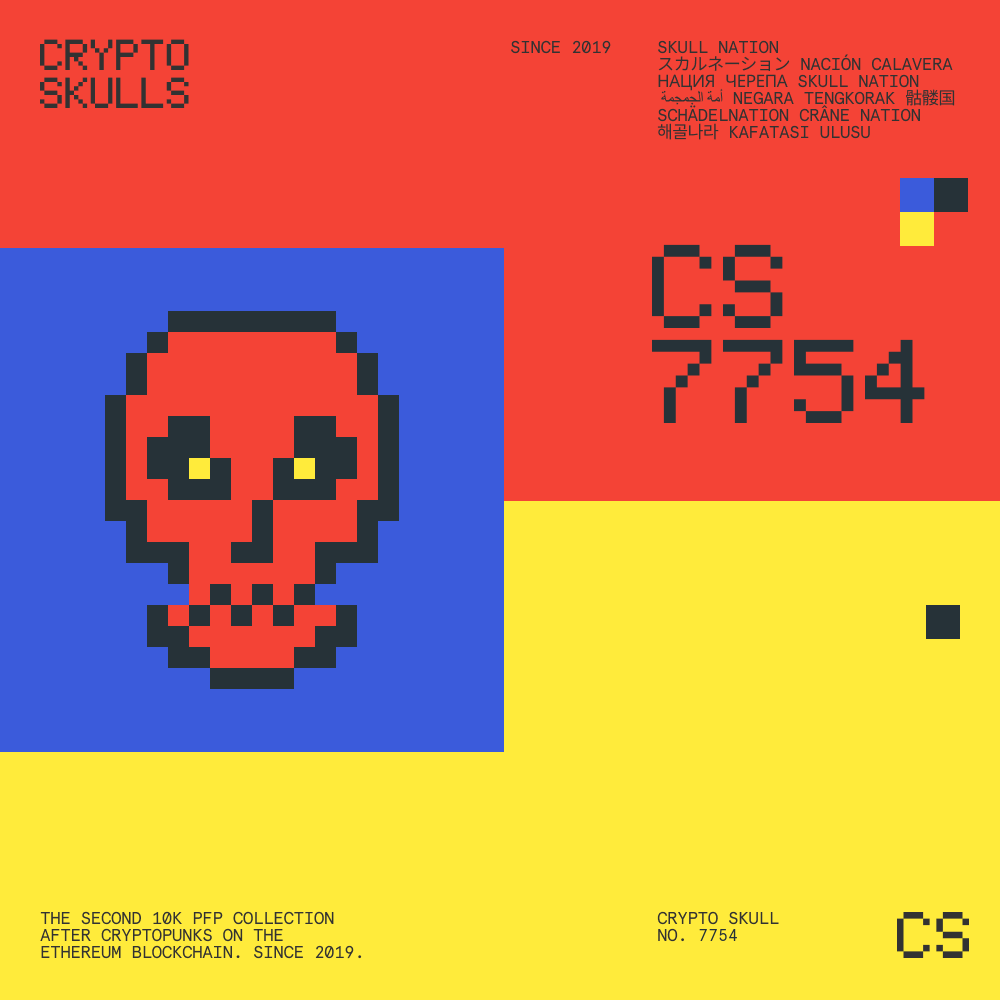 CRYPTO
SKULLS
SINCE 2019
SKULL NATION
スカルネーション NACIÓN CALAVERA
НАЦИЯ ЧЕРЕПА SKULL NATION
أمة الجمجمة NEGARA TENGKORAK 骷髅国
SCHÄDELNATION CRÂNE NATION
해골나라 KAFATASI ULUSU
CS
7754
THE SECOND 10K PFP COLLECTION
AFTER CRYPTOPUNKS ON THE
ETHEREUM BLOCKCHAIN. SINCE 2019.
CRYPTO SKULL
NO. 7754
CS